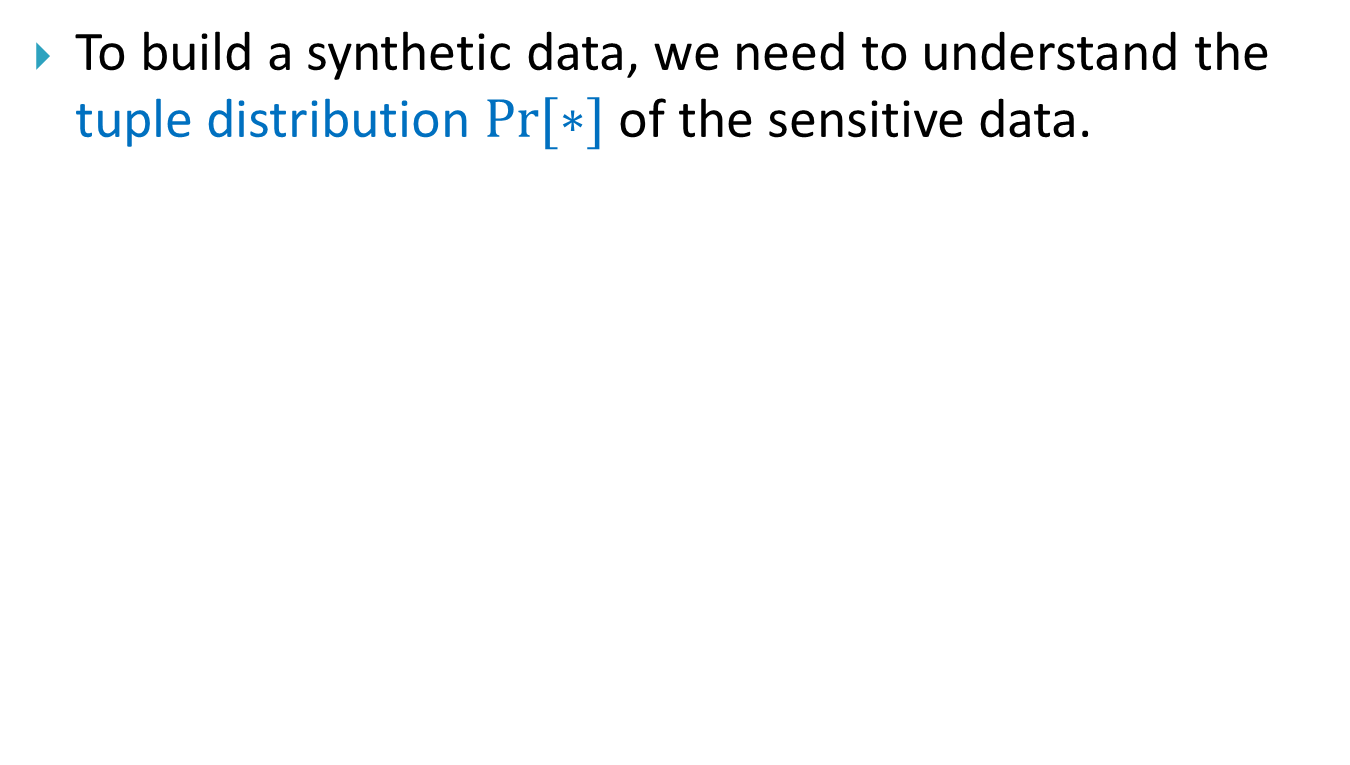 To build a synthetic data, we need to understand the
tuple distribution Pr[∗] of the sensitive data.